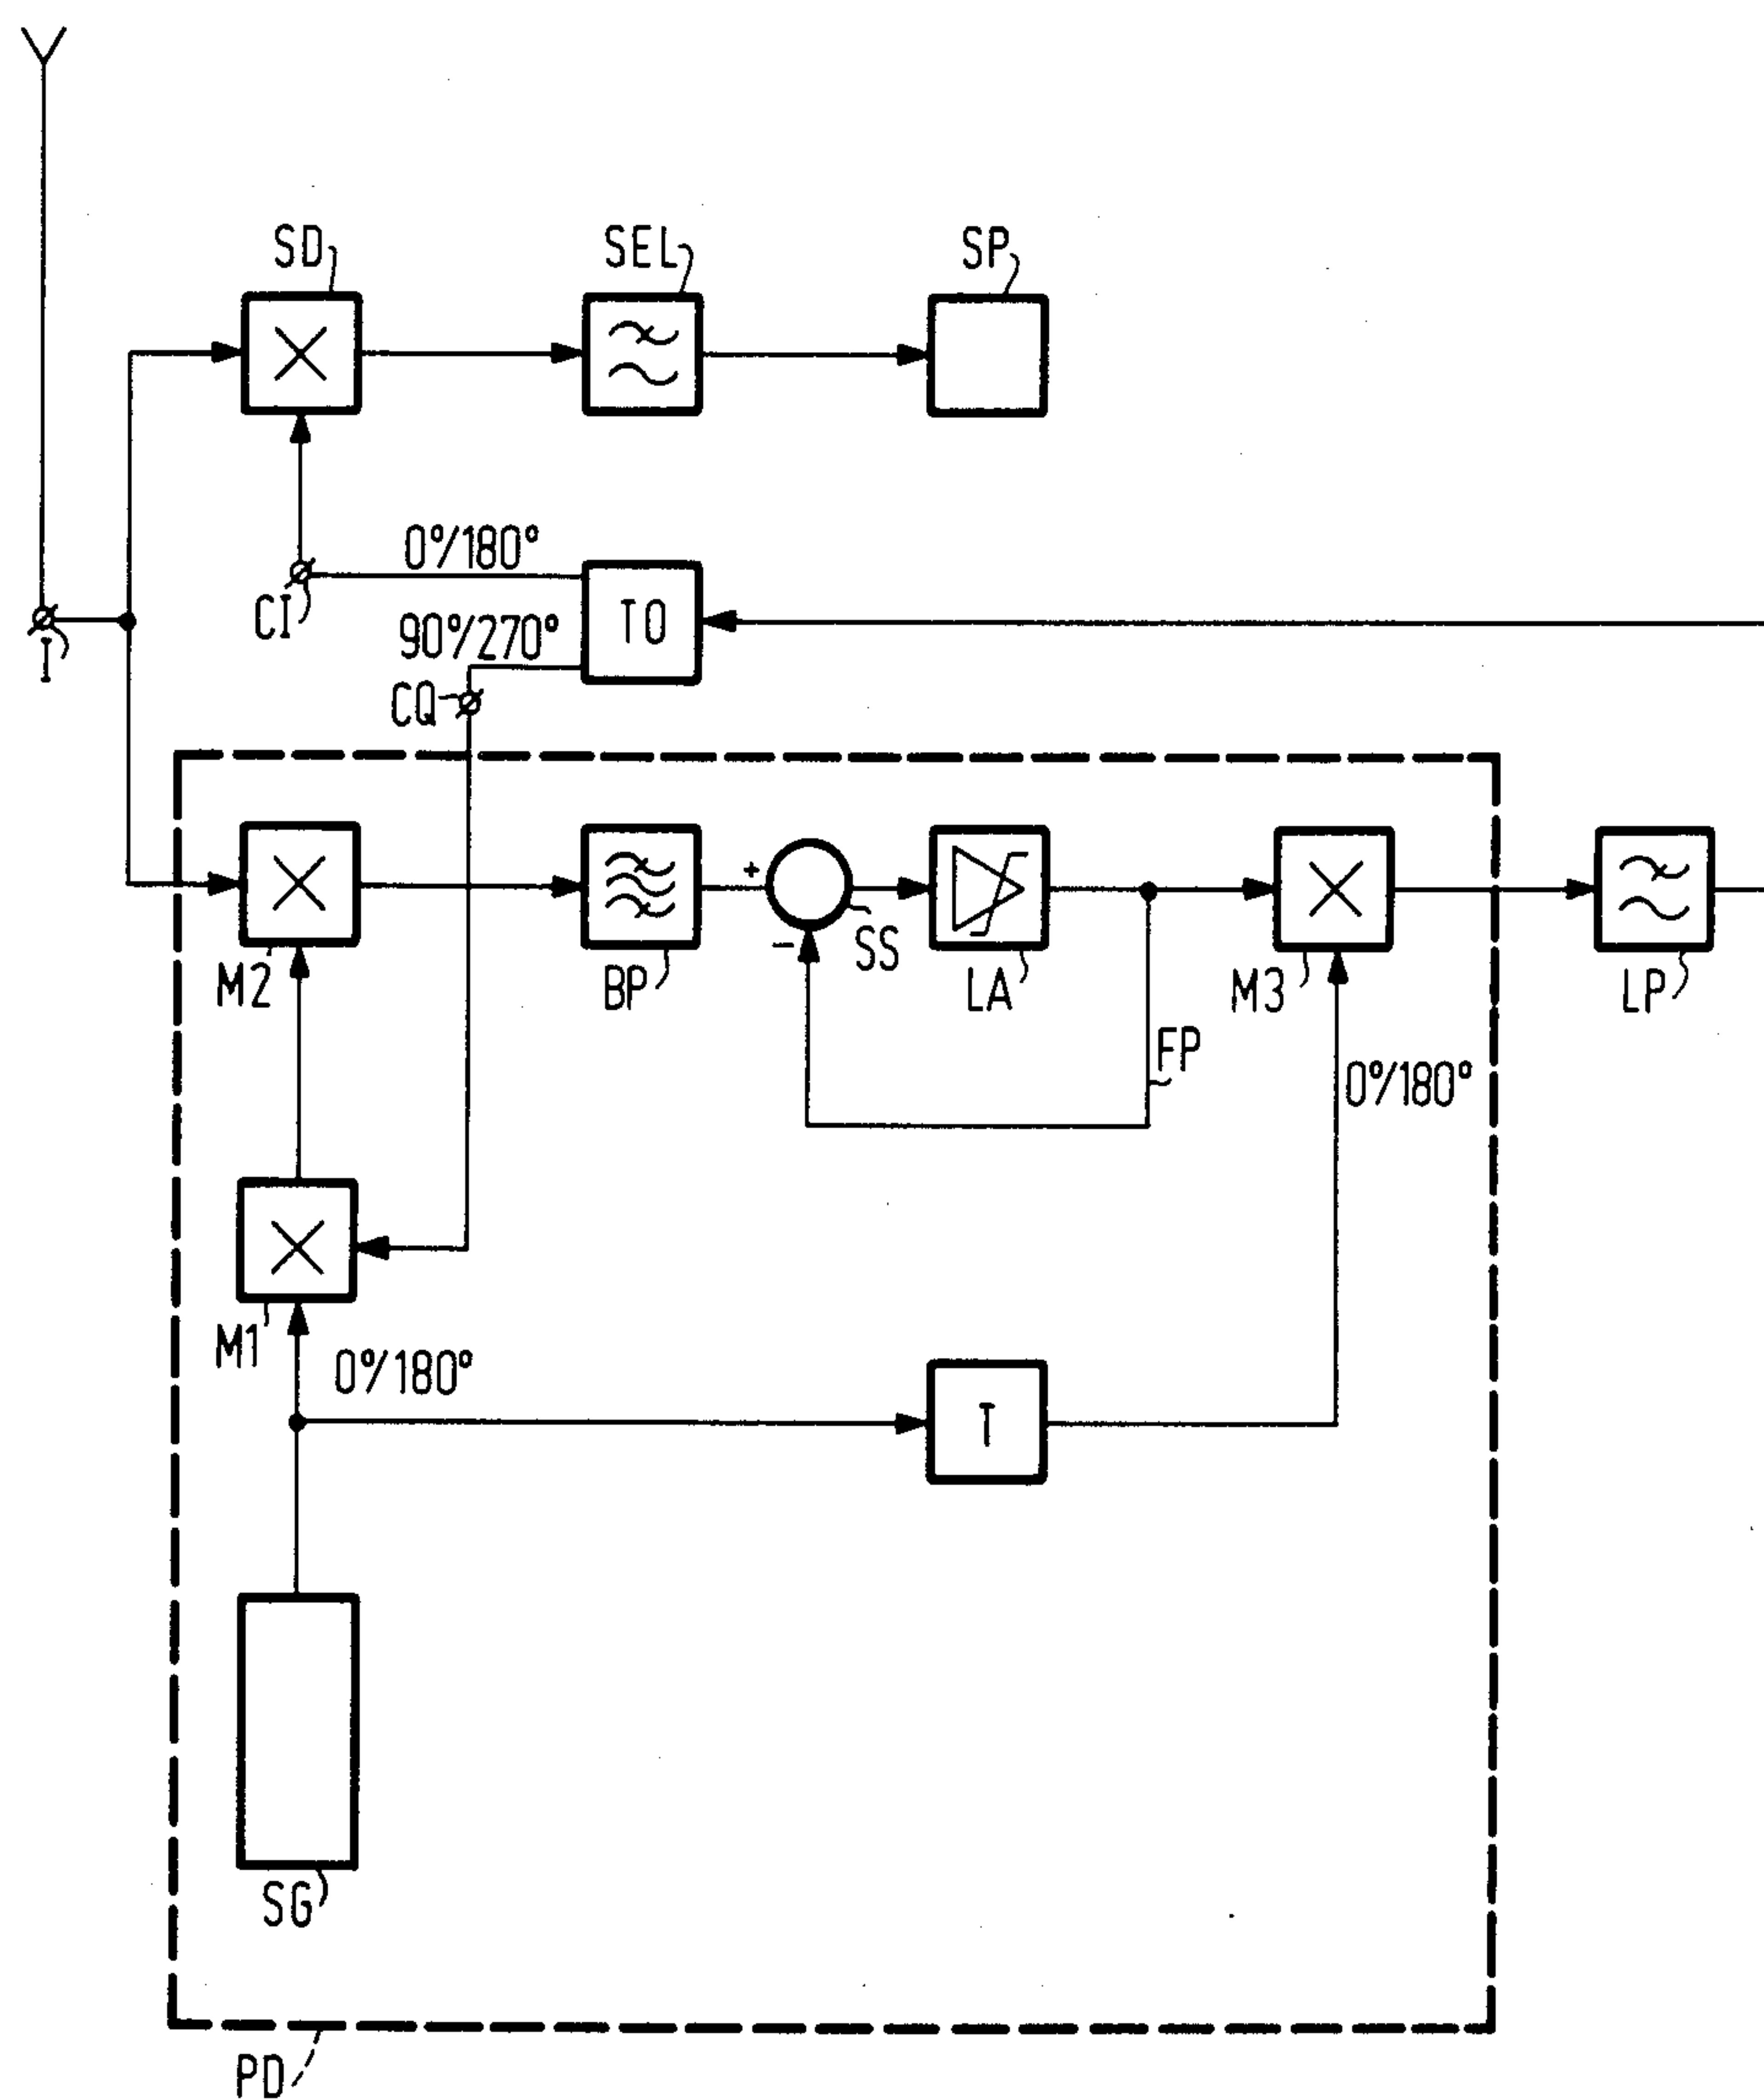 SD
SEL
SP
0°/180°
CI
TO
I
90°/270°
CQ
+
-
SS
M2
BP
LA
M3
LP
FP
0°/180°
M1
0°/180°
T
SG
PD